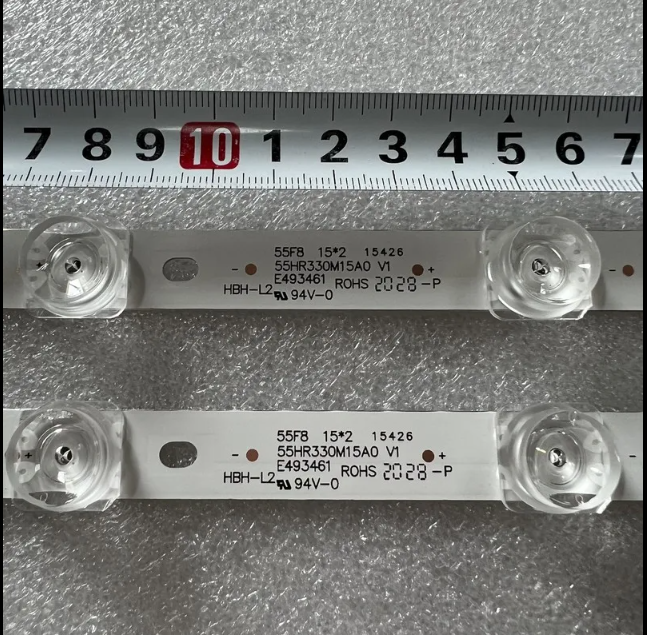 7 8 9 10 1 2 3 4 5 6 7
55F8 15*2 15426
55HR330M15A0 V1
- +
E493461 ROHS 2028-P
HBH-L2 94V-0
+
-
55F8 15*2 15426
55HR330M15A0 V1
- +
E493461 ROHS 2028-P
HBH-L2 94V-0
+
-